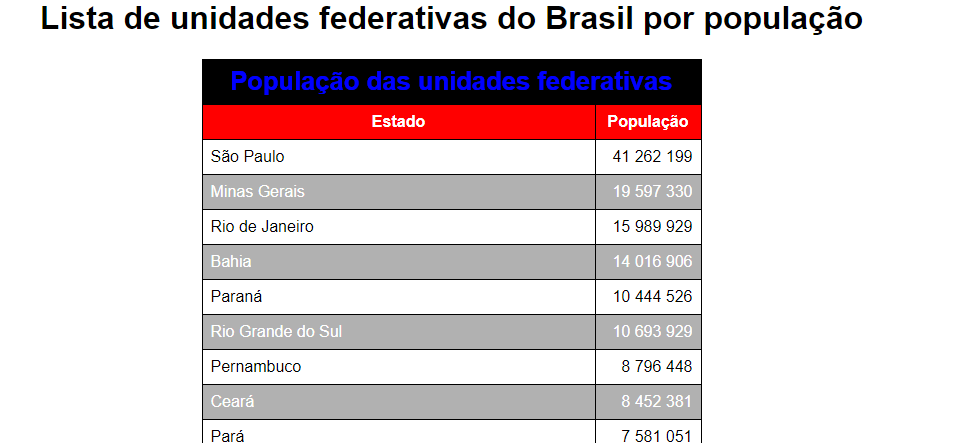 Lista de unidades federativas do Brasil por população
População das unidades federativas
Estado População
São Paulo 41 262 199
Minas Gerais 19 597 330
Rio de Janeiro 15 989 929
Bahia 14 016 906
Paraná 10 444 526
Rio Grande do Sul 10 693 929
Pernambuco 8 796 448
Ceará 8 452 381
Pará 7 581 051